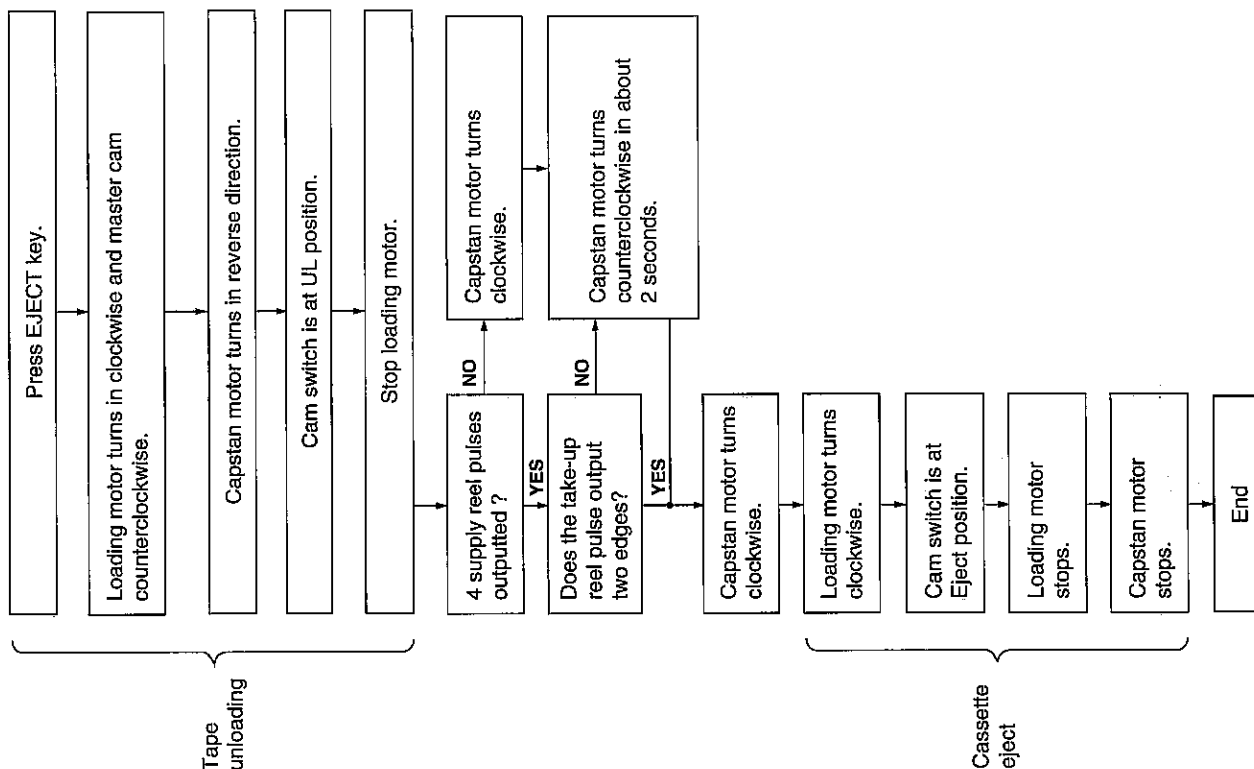 Press EJECT key.
Loading motor turns in clockwise and master cam
counterclockwise.
Capstan motor turns in reverse direction.
Cam switch is at UL position.
Stop loading motor.
Tape
unloading
4 supply reel pulses
outputted ?
NO
Capstan motor turns
clockwise.
YES
Does the take-up
reel pulse output
two edges?
NO
Capstan motor turns
counterclockwise in about
2 seconds.
YES
Capstan motor turns
clockwise.
Loading motor turns
clockwise.
Cam switch is at
Eject position.
Loading motor
stops.
Capstan motor
stops.
Cassette
eject
End